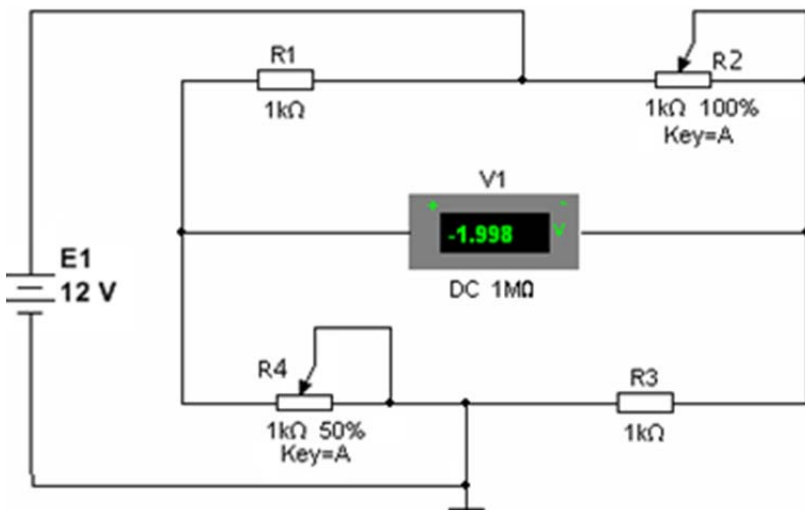 R1
1kΩ
R2
1kΩ 100%
Key=A
V1
+ -
-1.998 V
DC 1MΩ
E1
12 V
R4
1kΩ 50%
Key=A
R3
1kΩ